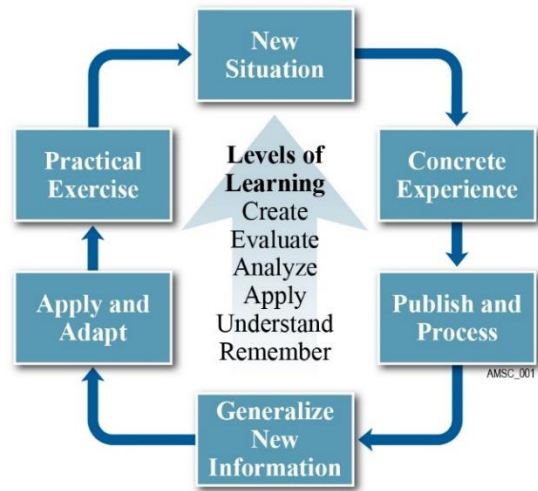 New
Situation
Concrete
Experience
Publish and
Process
AMSC_001
Generalize
New
Information
Apply and
Adapt
Practical
Exercise
Levels of
Learning
Create
Evaluate
Analyze
Apply
Understand
Remember